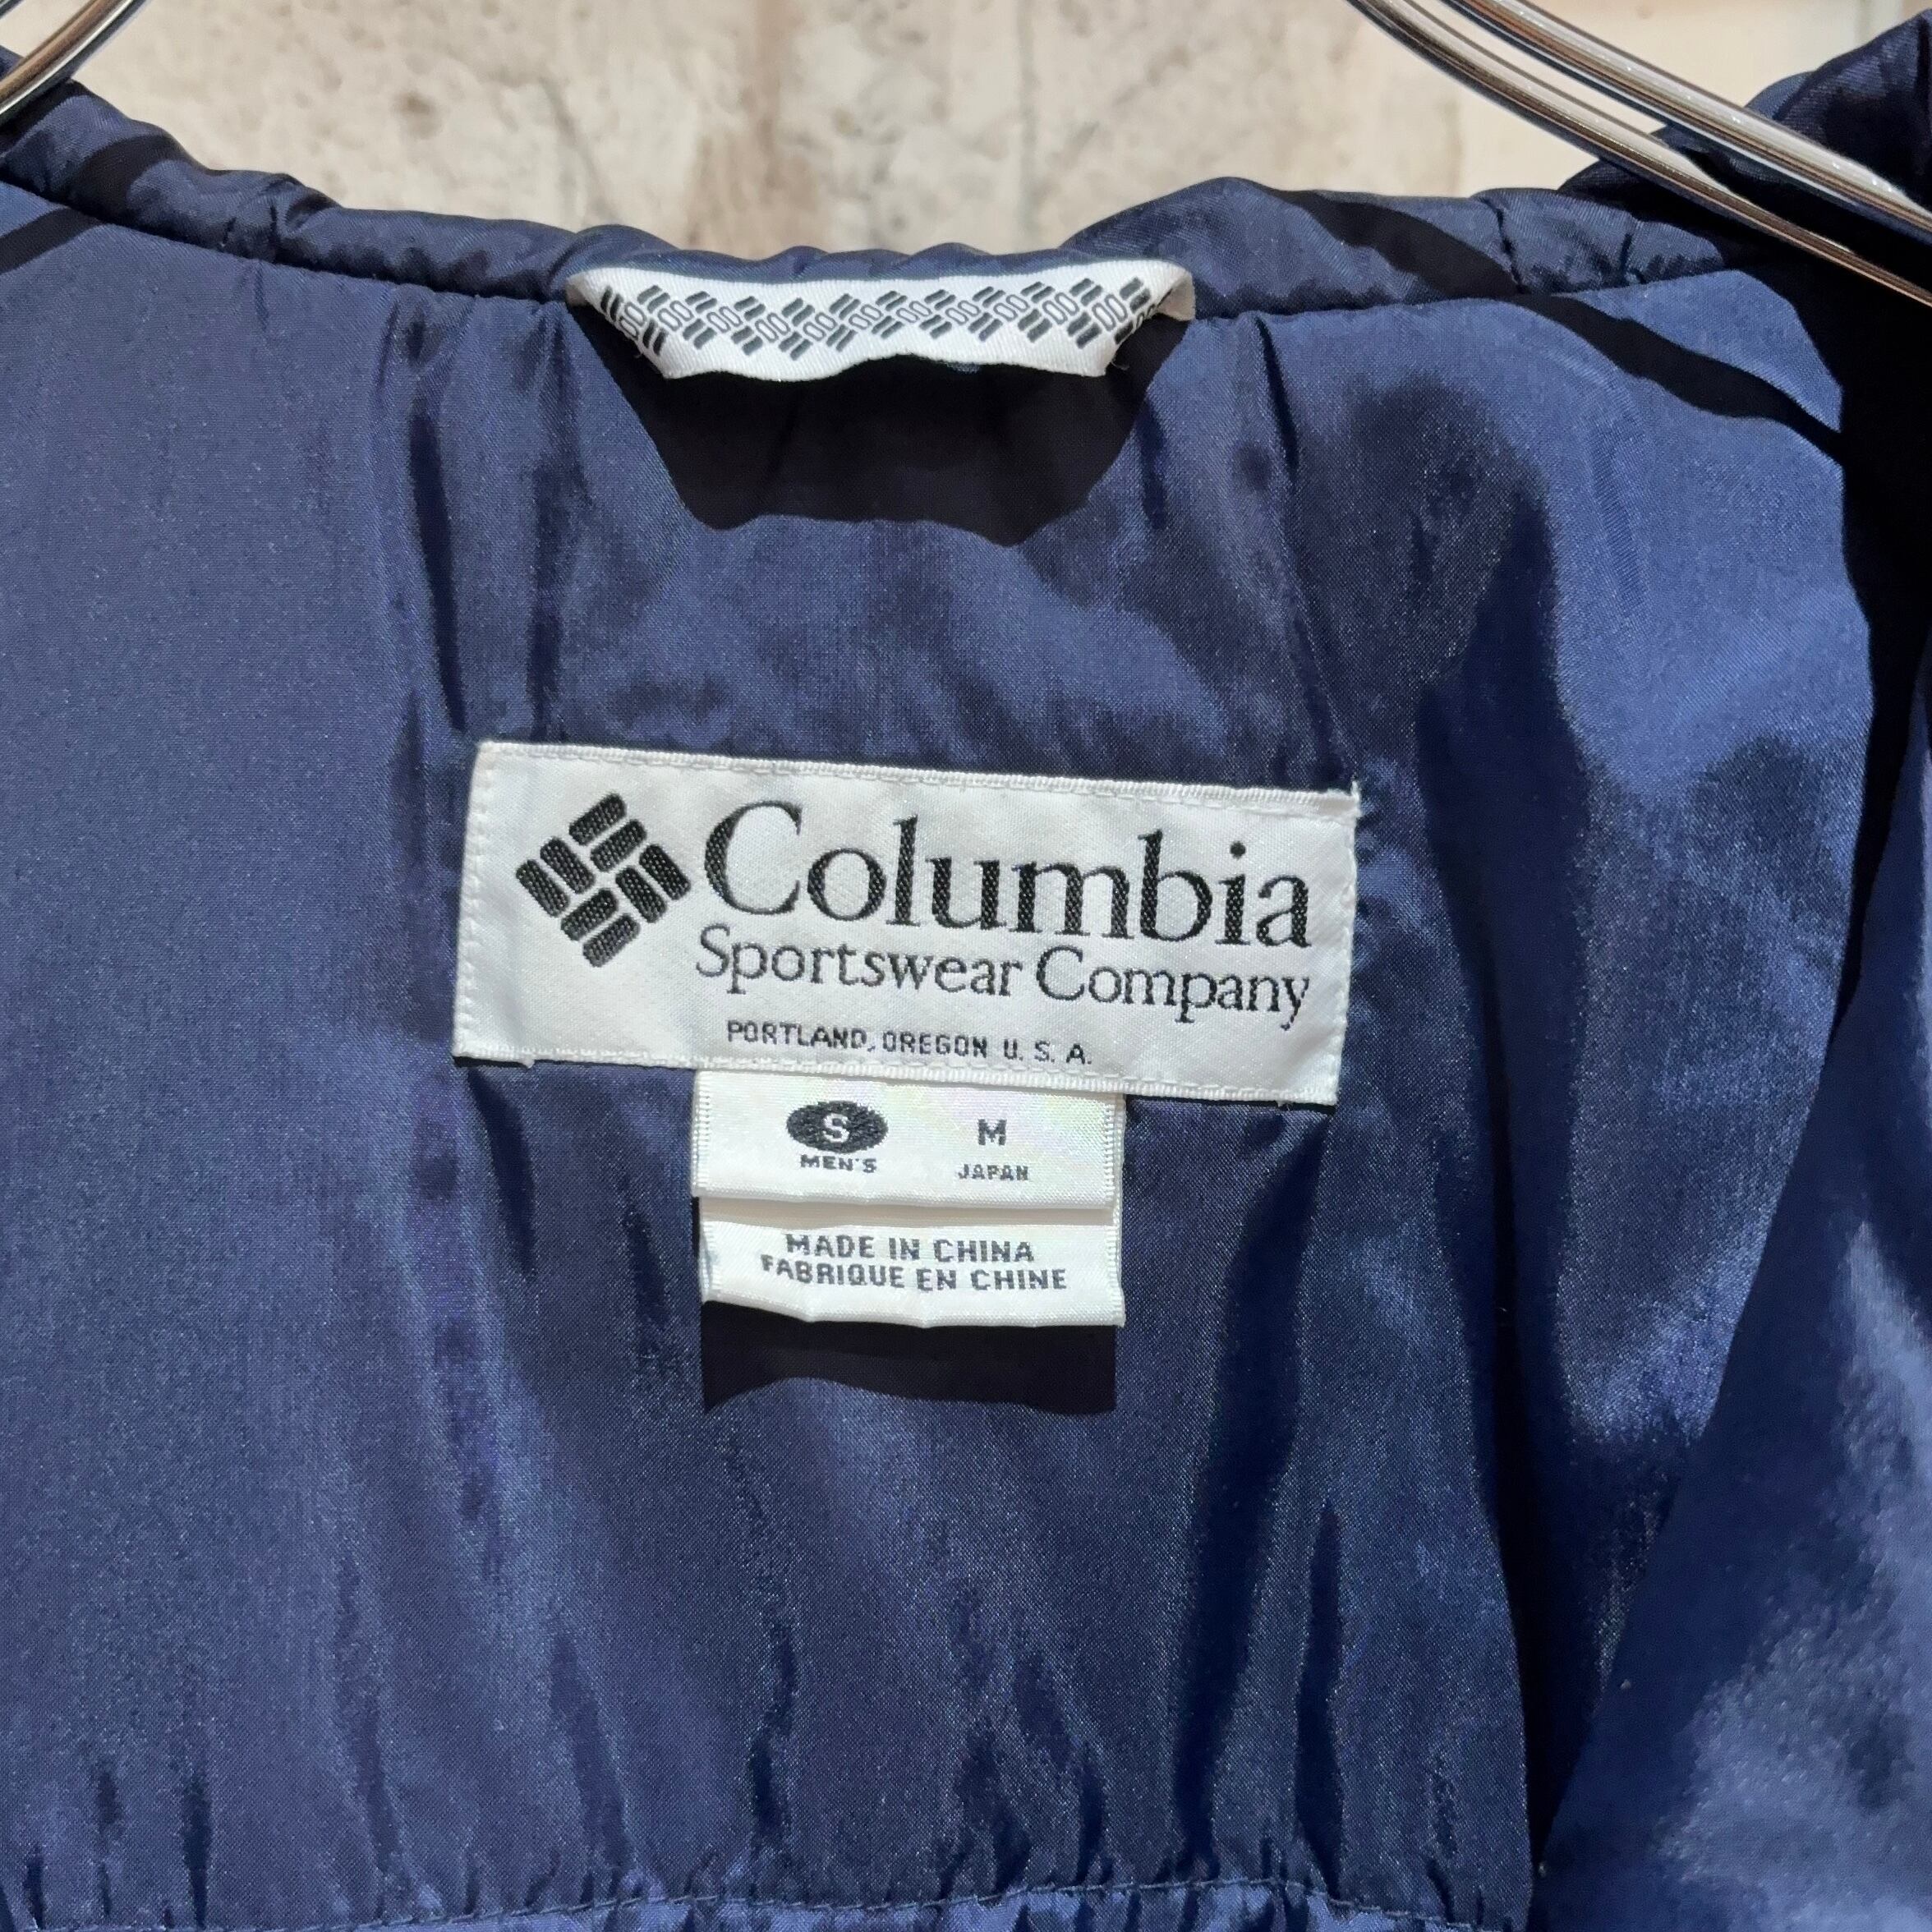 Columbia
Sportswear Company
PORTLAND, OREGON U. S. A.
S M
MEN'S JAPAN
MADE IN CHINA
FABRIQUE EN CHINE